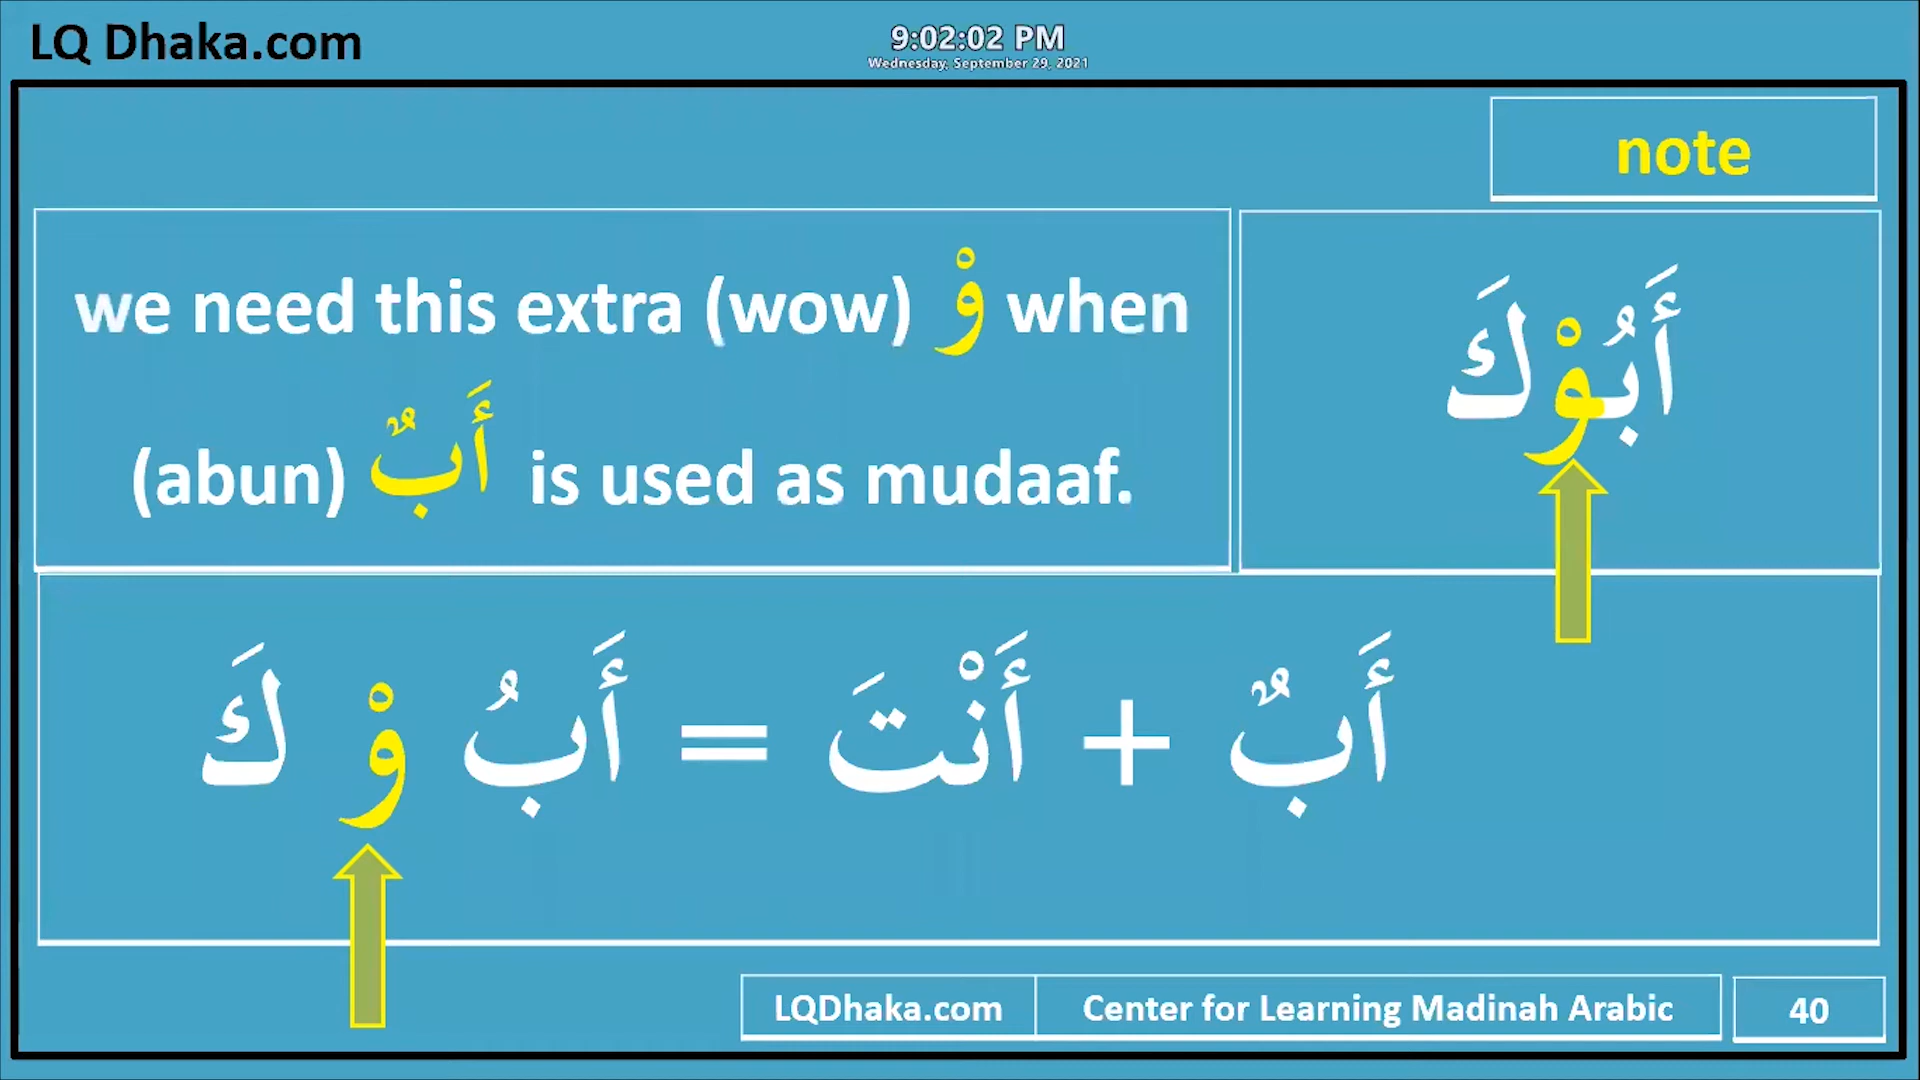 LQ Dhaka.com
9:02:02 PM
Wednesday, September 29, 2021
note
we need this extra (wow) وْ when
(abun) أَبٌ is used as mudaaf.
أَبُوْكَ
أَبٌ + أَنْتَ = أَبُ وْ كَ
LQDhaka.com
Center for Learning Madinah Arabic
40